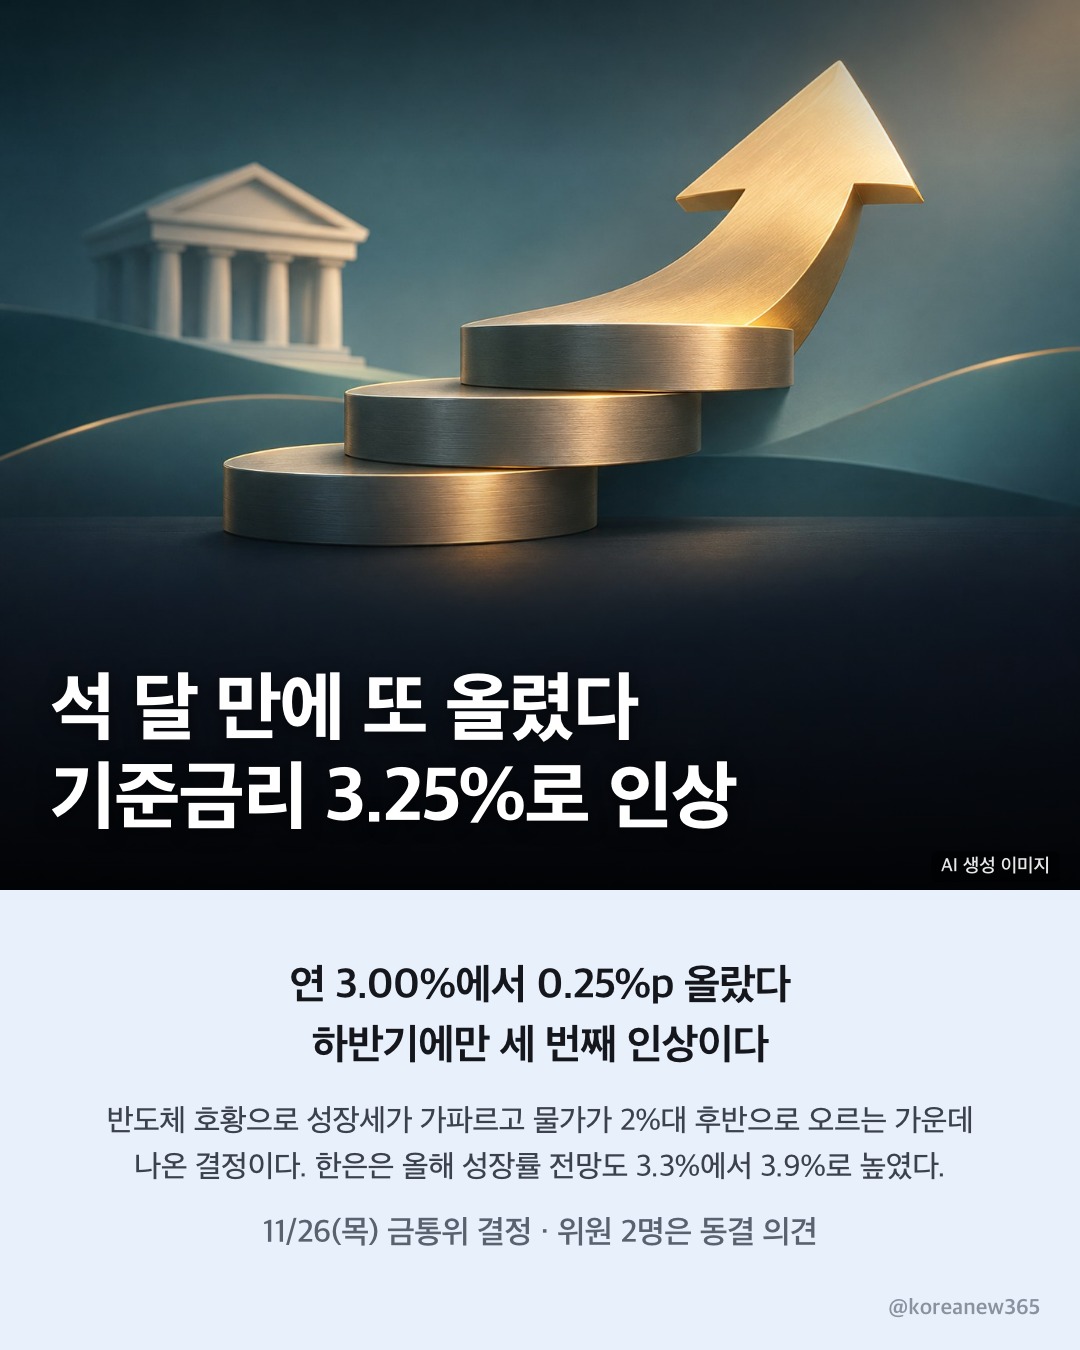 석 달 만에 또 올렸다
기준금리 3.25%로 인상
AI 생성 이미지
연 3.00%에서 0.25%p 올랐다
하반기에만 세 번째 인상이다
반도체 호황으로 성장세가 가파르고 물가가 2%대 후반으로 오르는 가운데
나온 결정이다. 한은은 올해 성장률 전망도 3.3%에서 3.9%로 높였다.
11/26(목) 금통위 결정 · 위원 2명은 동결 의견
@koreanew365